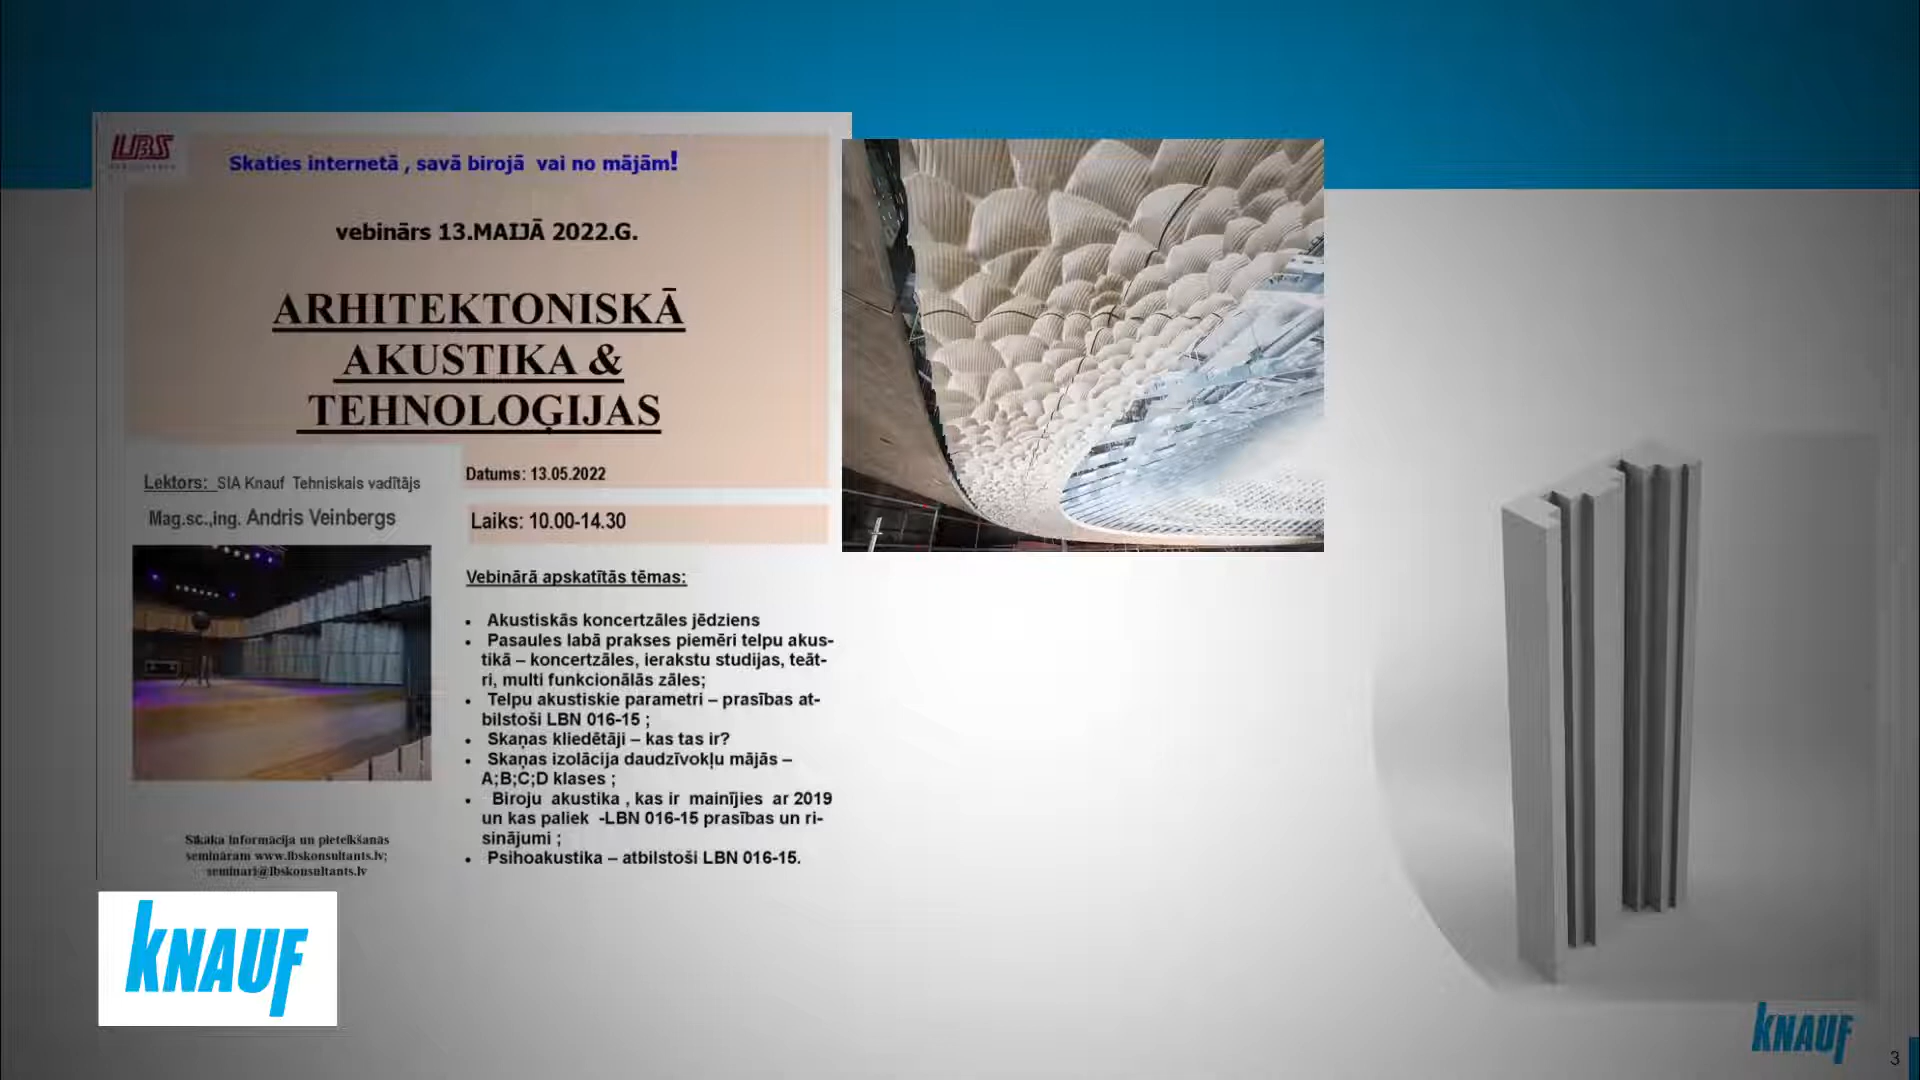 LBS
Skaties internetā , savā birojā vai no mājām!
vebinārs 13.MAIJĀ 2022.G.
ARHITEKTONISKĀ
AKUSTIKA &
TEHNOLOĢIJAS
Lektors: SIA Knauf Tehniskais vadītājs
Mag.sc.,ing. Andris Veinbergs
Datums: 13.05.2022
Laiks: 10.00-14.30
Vebinārā apskatītās tēmas:
• Akustiskās koncertzāles jēdziens
• Pasaules labā prakses piemēri telpu akus-
tikā – koncertzāles, ierakstu studijas, teāt-
ri, multi funkcionālās zāles;
• Telpu akustiskie parametri – prasības at-
bilstoši LBN 016-15 ;
• Skaņas kliedētāji – kas tas ir?
• Skaņas izolācija daudzīvokļu mājās –
A;B;C;D klases ;
• Biroju akustika , kas ir mainījies ar 2019
un kas paliek -LBN 016-15 prasības un ri-
sinājumi ;
• Psihoakustika – atbilstoši LBN 016-15.
Sīkāka informācija un pieteikšanās
semināram www.lbskonsultants.lv;
seminari@lbskonsultants.lv
KNAUF
KNAUF
3